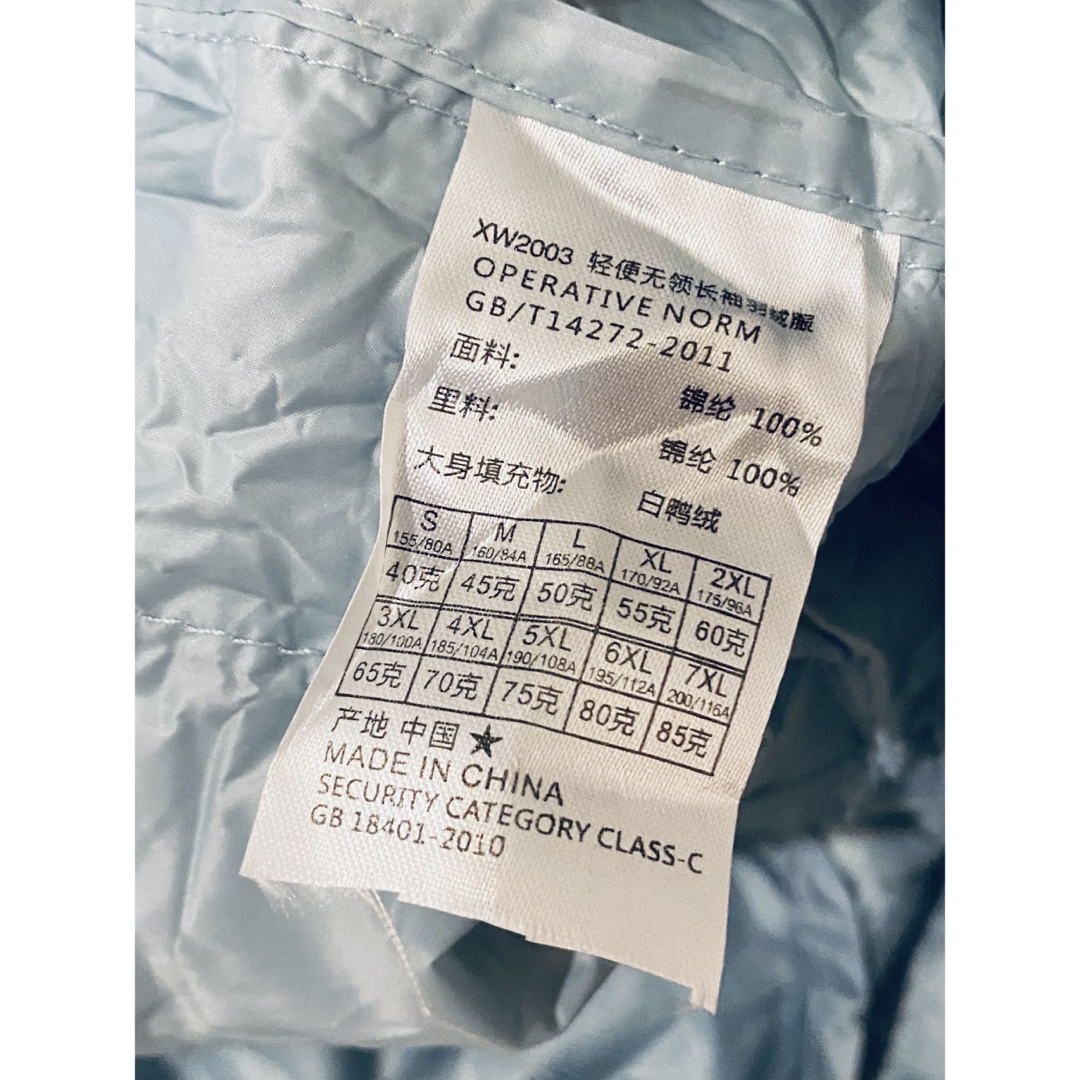 XW2003 轻便无领长袖羽绒服
OPERATIVE NORM
GB/T14272-2011
面料: 锦纶 100%
里料: 锦纶 100%
大身填充物: 白鸭绒
S M L XL 2XL
155/80A 160/84A 165/88A 170/92A 175/96A
40克 45克 50克 55克 60克
3XL 4XL 5XL 6XL 7XL
180/100A 185/104A 190/108A 195/112A 200/116A
65克 70克 75克 80克 85克
产地 中国 ★
MADE IN CHINA
SECURITY CATEGORY CLASS-C
GB 18401-2010